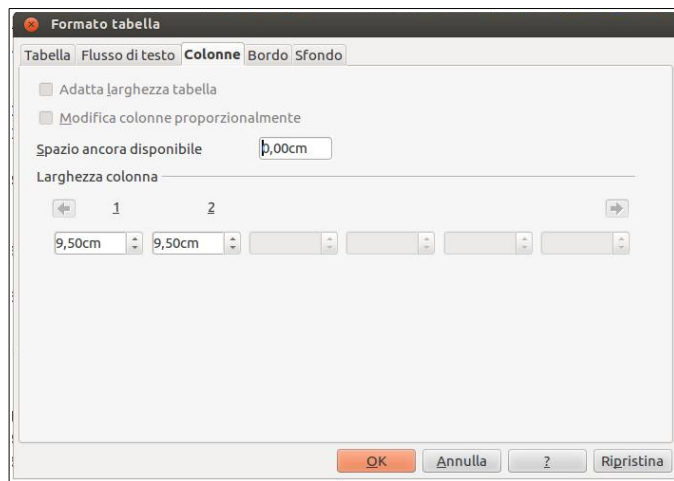 Formato tabella
Tabella Flusso di testo Colonne Bordo Sfondo
Adatta larghezza tabella
Modifica colonne proporzionalmente
Spazio ancora disponibile 0,00cm
Larghezza colonna
1 2
9,50cm 9,50cm
OK Annulla ? Ripristina